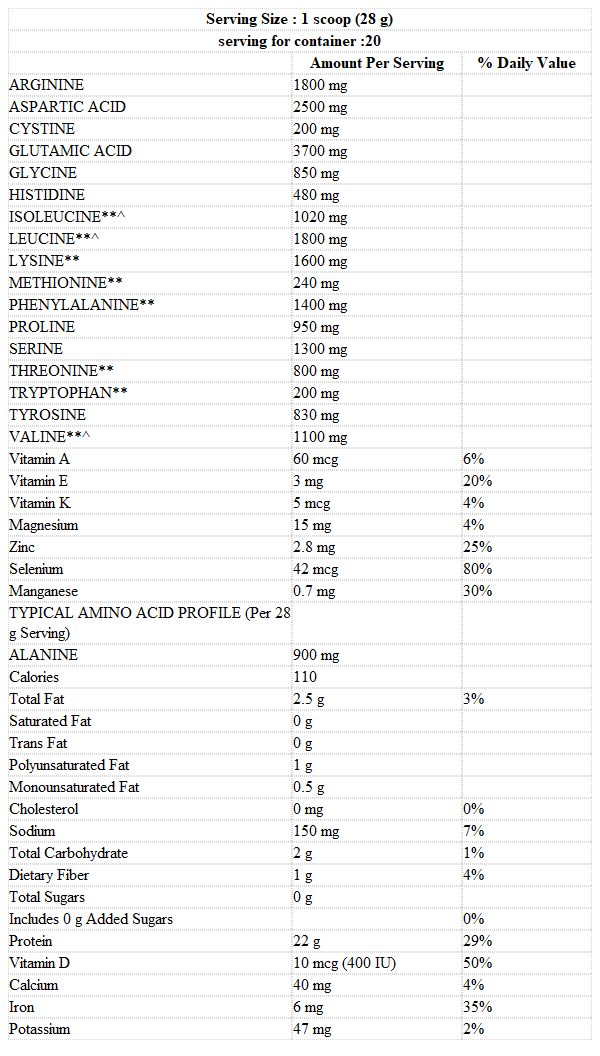 Serving Size : 1 scoop (28 g)
serving for container :20
Amount Per Serving % Daily Value
ARGININE 1800 mg
ASPARTIC ACID 2500 mg
CYSTINE 200 mg
GLUTAMIC ACID 3700 mg
GLYCINE 850 mg
HISTIDINE 480 mg
ISOLEUCINE**^ 1020 mg
LEUCINE**^ 1800 mg
LYSINE** 1600 mg
METHIONINE** 240 mg
PHENYLALANINE** 1400 mg
PROLINE 950 mg
SERINE 1300 mg
THREONINE** 800 mg
TRYPTOPHAN** 200 mg
TYROSINE 830 mg
VALINE**^ 1100 mg
Vitamin A 60 mcg 6%
Vitamin E 3 mg 20%
Vitamin K 5 mcg 4%
Magnesium 15 mg 4%
Zinc 2.8 mg 25%
Selenium 42 mcg 80%
Manganese 0.7 mg 30%
TYPICAL AMINO ACID PROFILE (Per 28
g Serving)
ALANINE 900 mg
Calories 110
Total Fat 2.5 g 3%
Saturated Fat 0 g
Trans Fat 0 g
Polyunsaturated Fat 1 g
Monounsaturated Fat 0.5 g
Cholesterol 0 mg 0%
Sodium 150 mg 7%
Total Carbohydrate 2 g 1%
Dietary Fiber 1 g 4%
Total Sugars 0 g
Includes 0 g Added Sugars 0%
Protein 22 g 29%
Vitamin D 10 mcg (400 IU) 50%
Calcium 40 mg 4%
Iron 6 mg 35%
Potassium 47 mg 2%